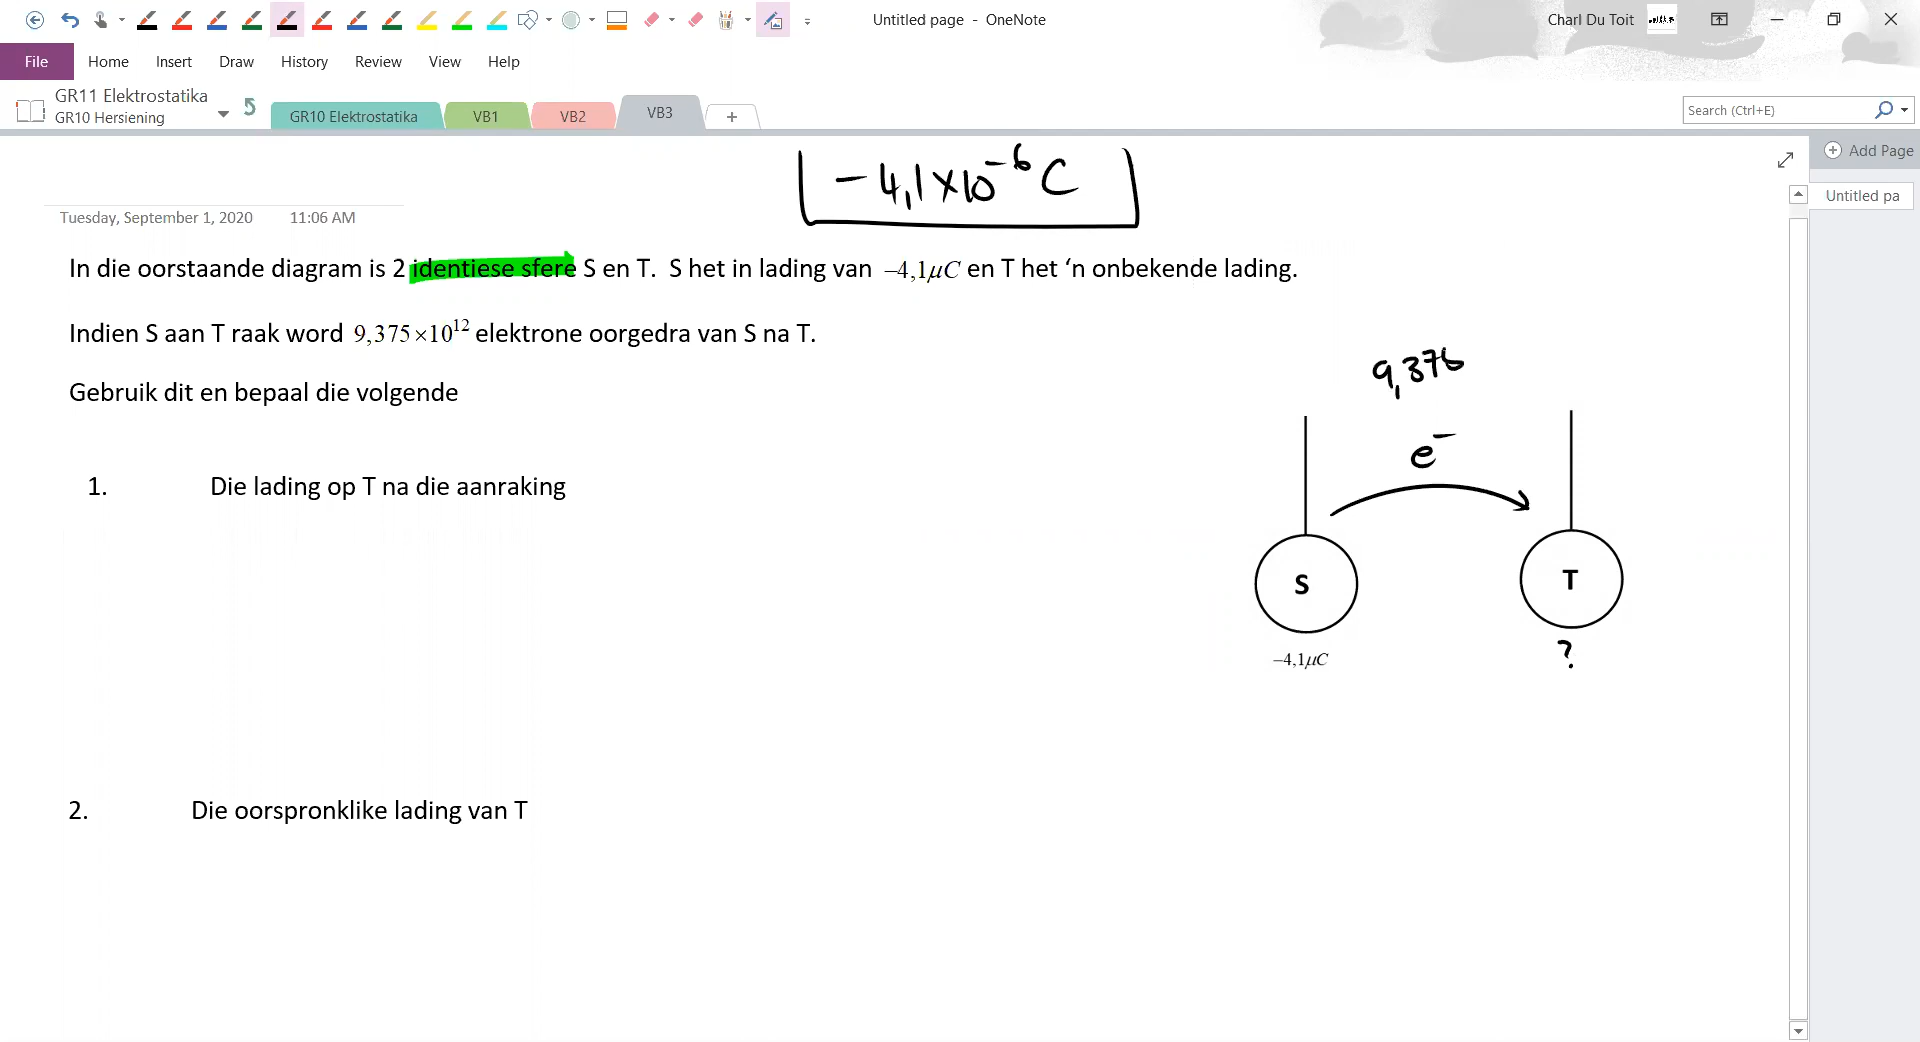 Untitled page - OneNote
Charl Du Toit
File Home Insert Draw History Review View Help
GR11 Elektrostatika
GR10 Hersiening
GR10 Elektrostatika VB1 VB2 VB3 +
Search (Ctrl+E)
Add Page
Untitled pa
-4,1×10⁻⁶ C
Tuesday, September 1, 2020 11:06 AM
In die oorstaande diagram is 2 identiese sfere S en T. S het in lading van –4,1μC en T het ‘n onbekende lading.
Indien S aan T raak word 9,375×10¹² elektrone oorgedra van S na T.
Gebruik dit en bepaal die volgende
9,375
e⁻
1. Die lading op T na die aanraking
S
T
–4,1μC
?
2. Die oorspronklike lading van T